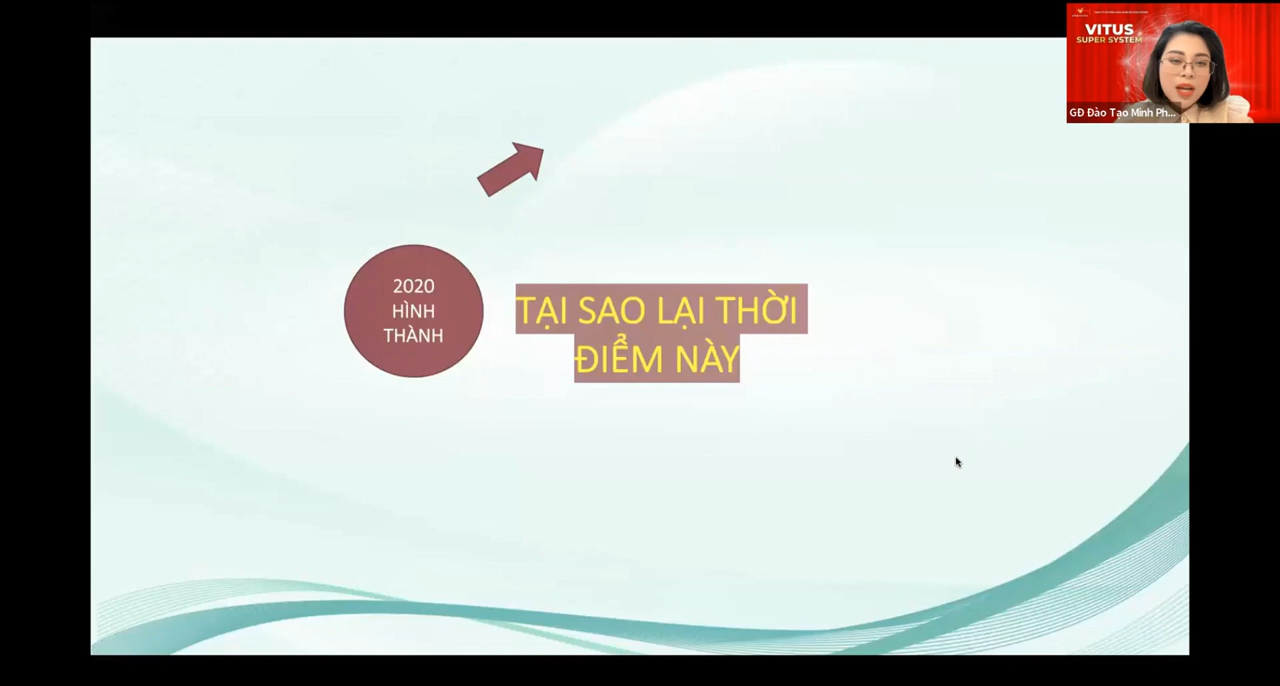 VITUS
SUPER SYSTEM
GĐ Đào Tạo Minh Ph...
2020
HÌNH
THÀNH
TẠI SAO LẠI THỜI
ĐIỂM NÀY